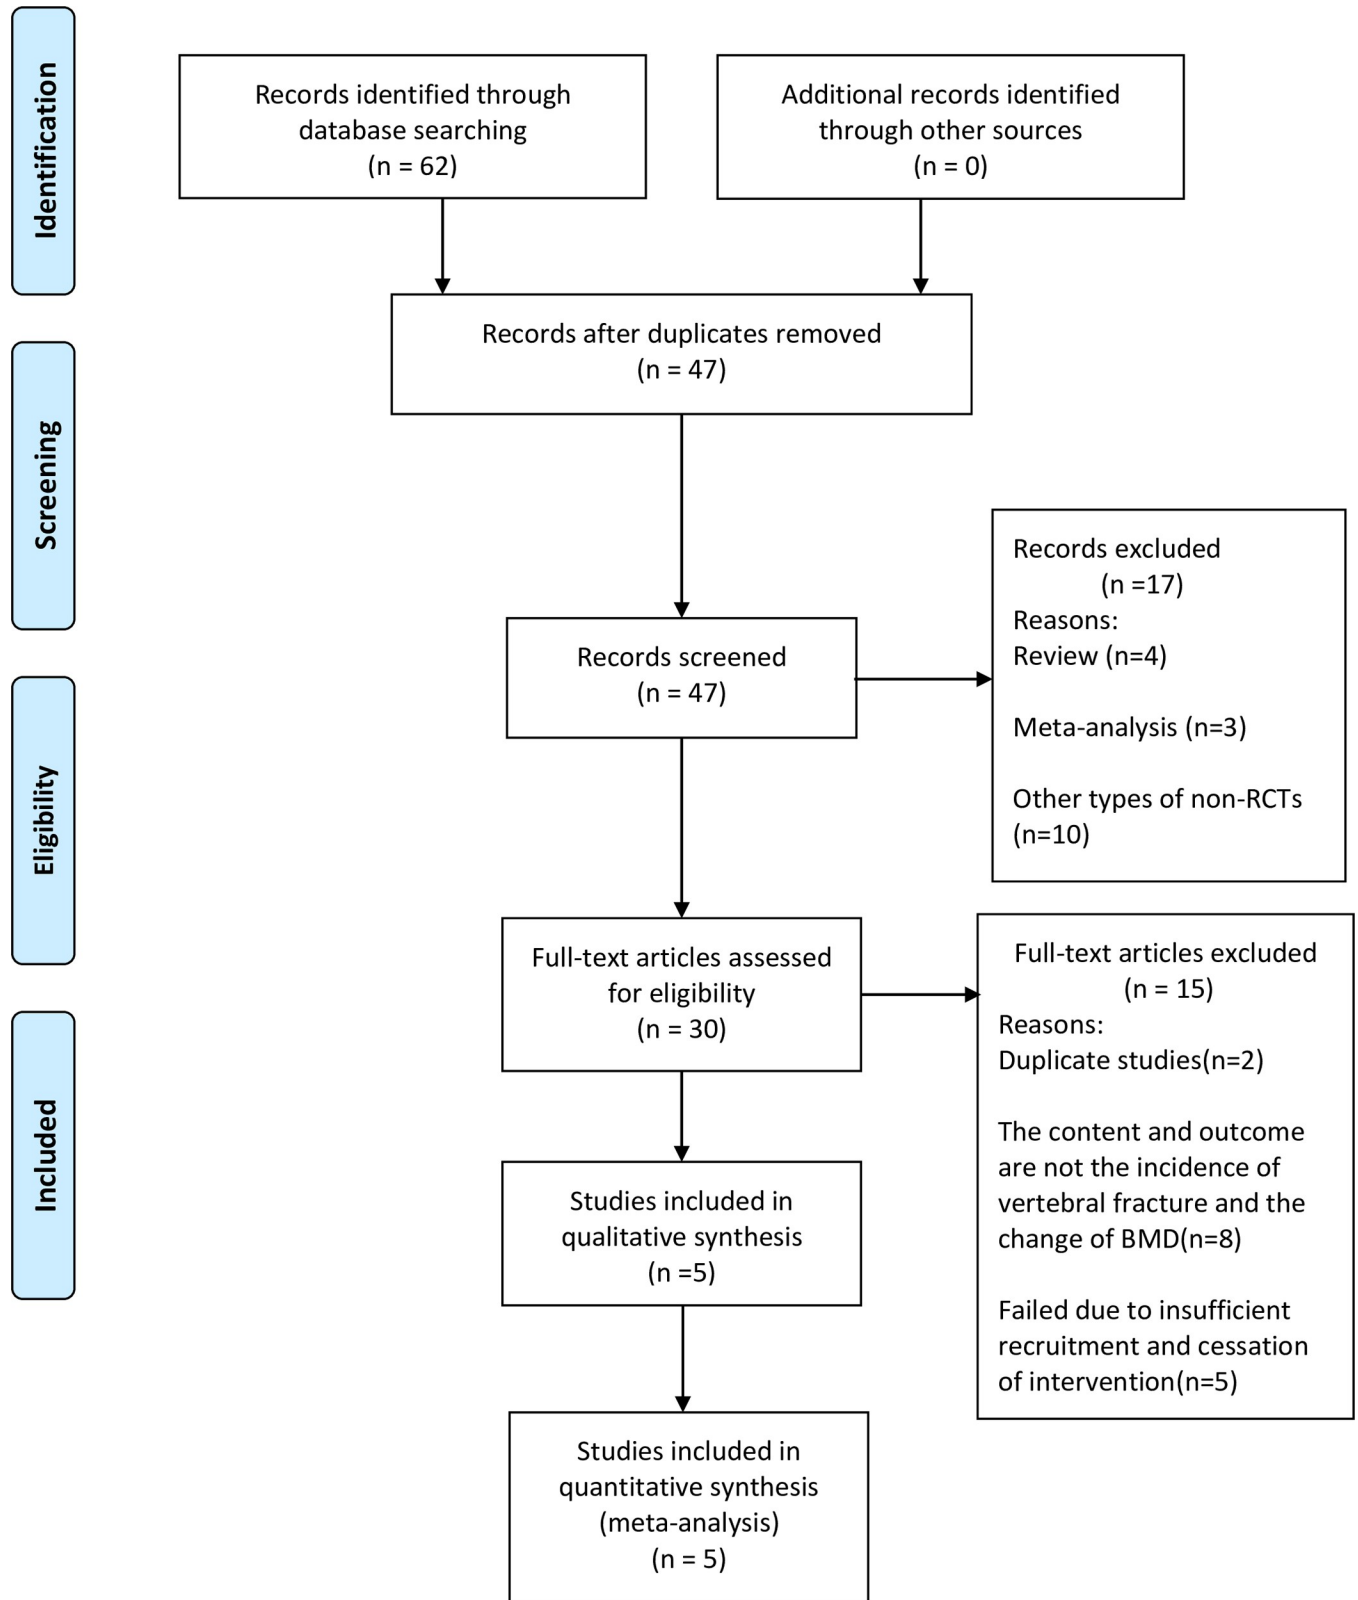 Identification
Records identified through
database searching
(n = 62)
Additional records identified
through other sources
(n = 0)
Records after duplicates removed
(n = 47)
Screening
Records screened
(n = 47)
Records excluded
(n =17)
Reasons:
Review (n=4)
Meta-analysis (n=3)
Other types of non-RCTs
(n=10)
Eligibility
Full-text articles assessed
for eligibility
(n = 30)
Full-text articles excluded
(n = 15)
Reasons:
Duplicate studies(n=2)
The content and outcome
are not the incidence of
vertebral fracture and the
change of BMD(n=8)
Failed due to insufficient
recruitment and cessation
of intervention(n=5)
Included
Studies included in
qualitative synthesis
(n =5)
Studies included in
quantitative synthesis
(meta-analysis)
(n = 5)